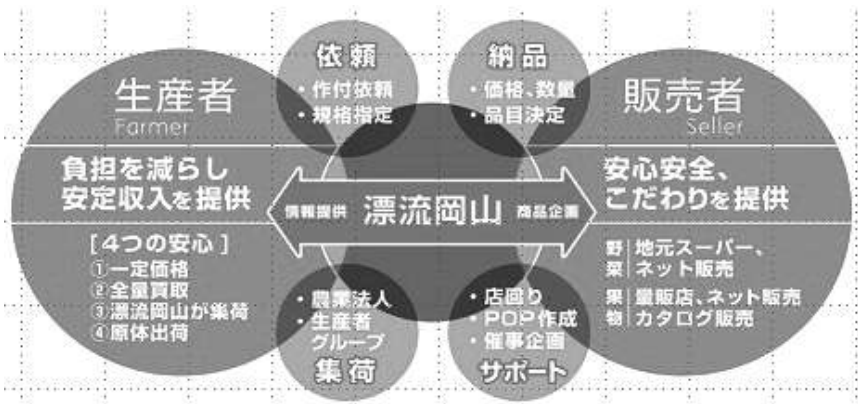 依頼
・作付依頼
・規格指定
納品
・価格、数量
・品目決定
生産者
Farmer
負担を減らし
安定収入を提供
[4つの安心]
①一定価格
②全量買取
③漂流岡山が集荷
④原体出荷
情報提供 漂流岡山 商品企画
販売者
Seller
安心安全、
こだわりを提供
野菜 地元スーパー、
ネット販売
果物 量販店、ネット販売
カタログ販売
・農業法人
・生産者
グループ
集荷
・店回り
・POP作成
・催事企画
サポート